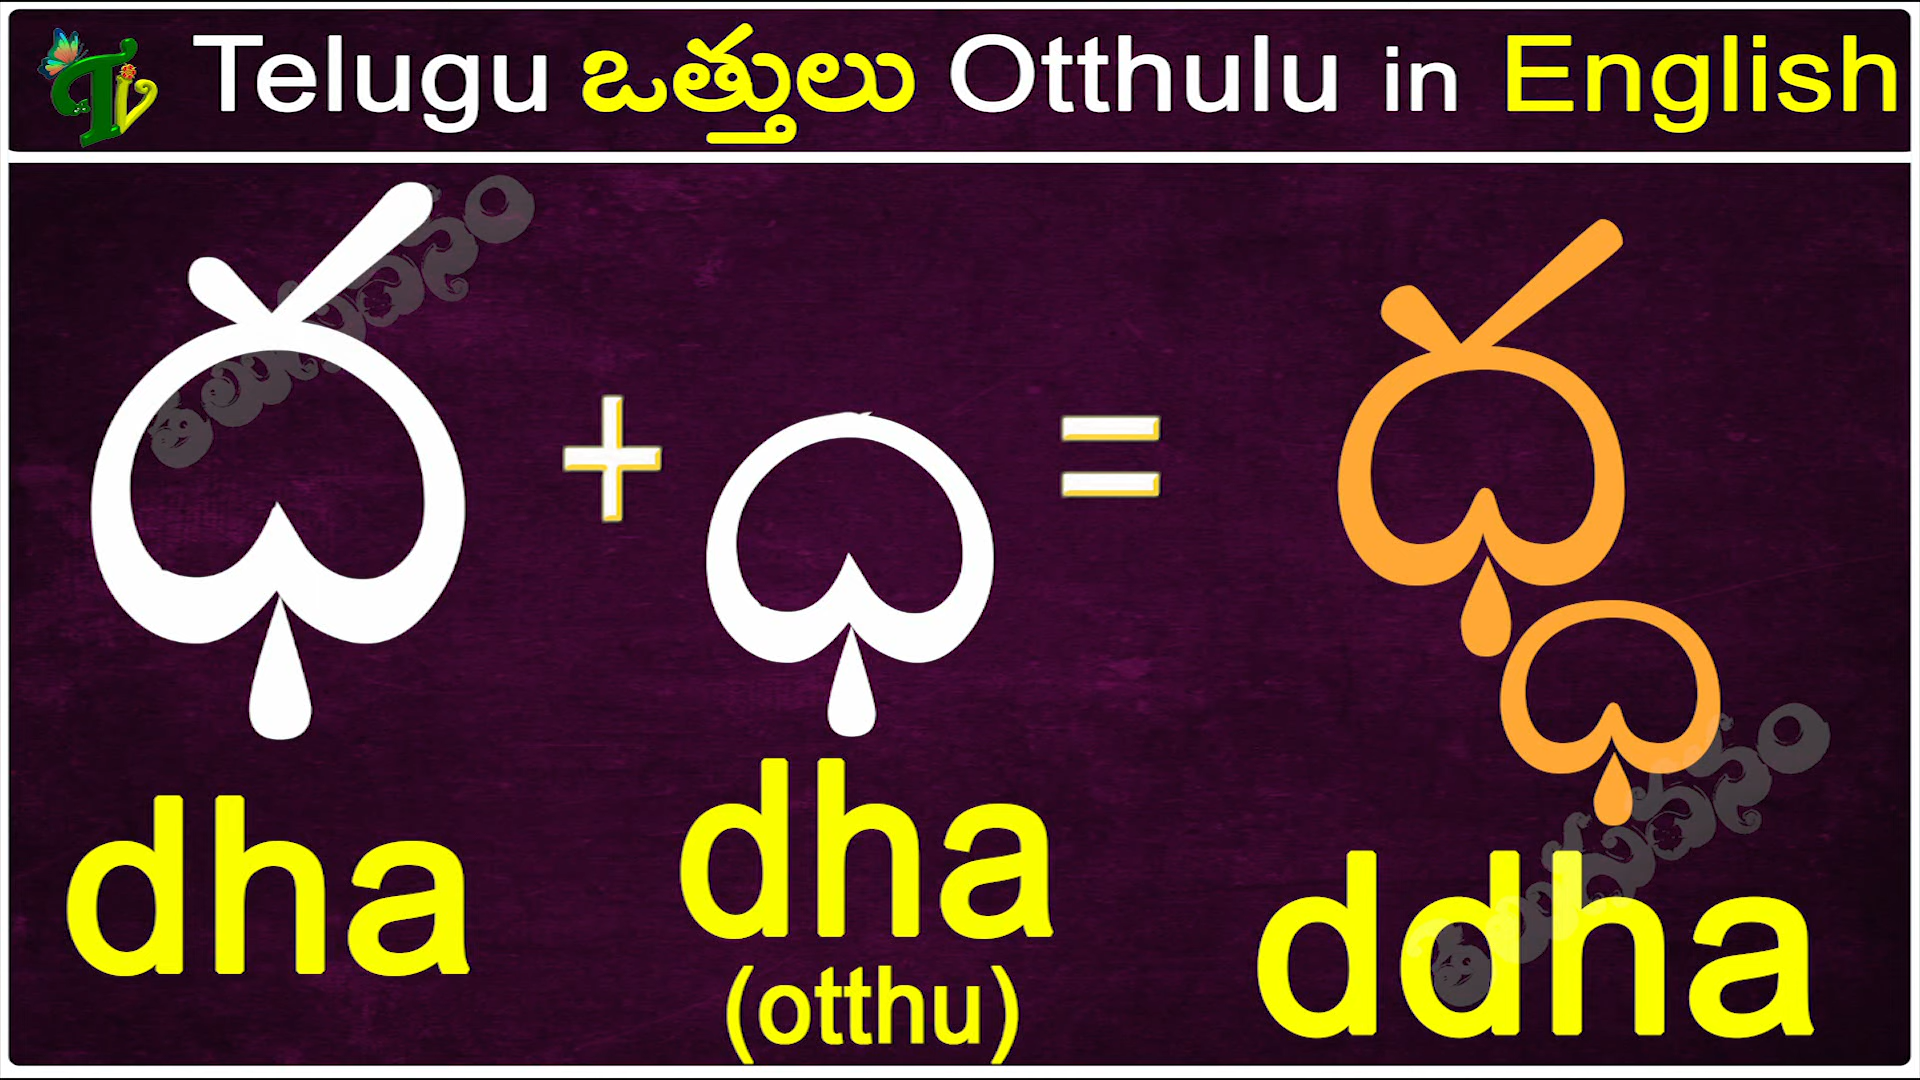 Telugu ఒత్తులు Otthulu in English
ధ + ్ధ = ధ్ధ
dha dha ddha
(otthu)